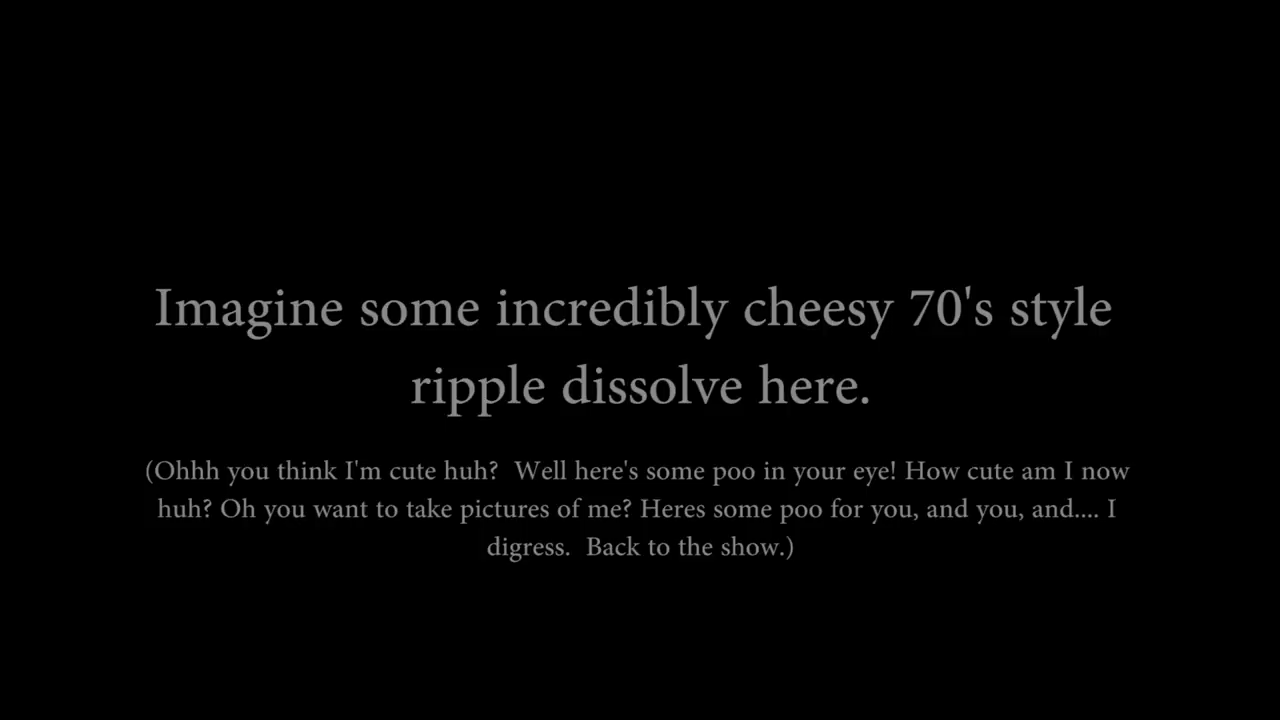 Imagine some incredibly cheesy 70's style
ripple dissolve here.
(Ohhh you think I'm cute huh?  Well here's some poo in your eye! How cute am I now
huh? Oh you want to take pictures of me? Heres some poo for you, and you, and.... I
digress.  Back to the show.)